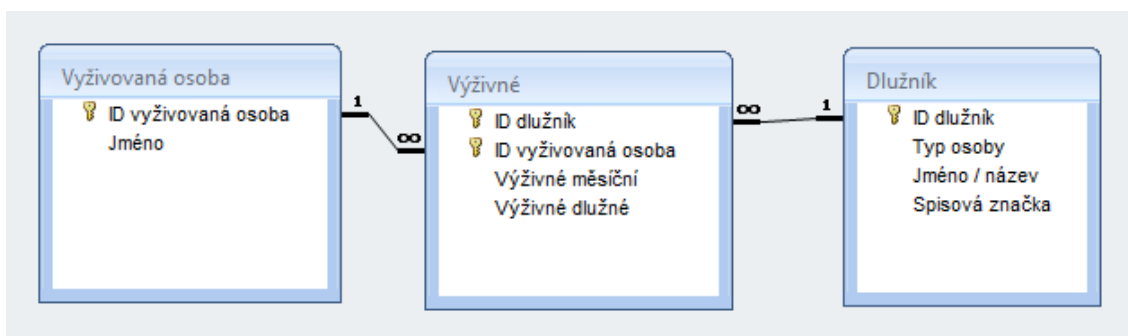 Vyživovaná osoba
ID vyživovaná osoba
Jméno
1
∞
Výživné
ID dlužník
ID vyživovaná osoba
Výživné měsíční
Výživné dlužné
∞
1
Dlužník
ID dlužník
Typ osoby
Jméno / název
Spisová značka